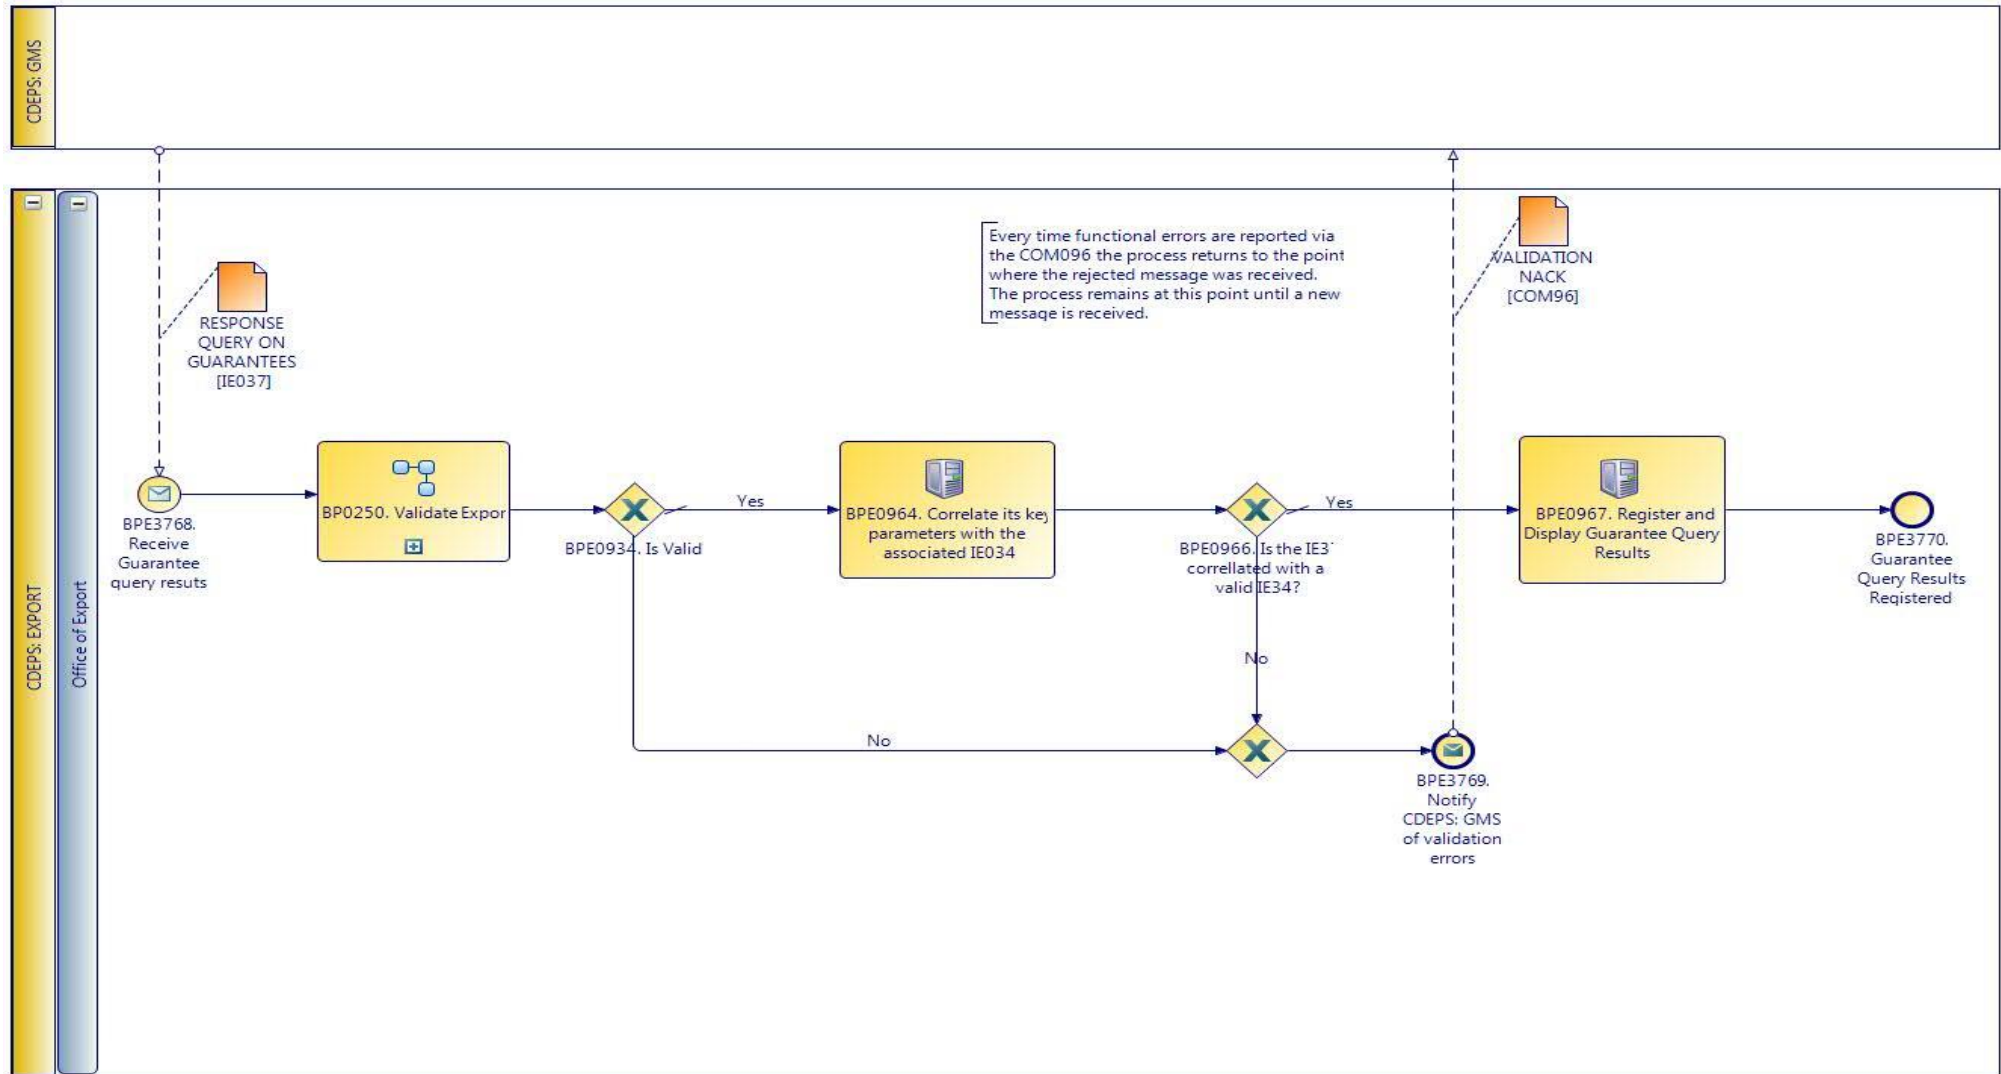 CDEPS: GMS
CDEPS: EXPORT
Office of Export
RESPONSE
QUERY ON
GUARANTEES
[IE037]
Every time functional errors are reported via
the COM096 the process returns to the point
where the rejected message was received.
The process remains at this point until a new
message is received.
VALIDATION
NACK
[COM96]
BPE3768.
Receive
Guarantee
query resuts
BP0250. Validate Expor
BPE0934. Is Valid
Yes
BPE0964. Correlate its key
parameters with the
associated IE034
BPE0966. Is the IE3
correllated with a
valid IE34?
Yes
BPE0967. Register and
Display Guarantee Query
Results
BPE3770.
Guarantee
Query Results
Registered
No
No
BPE3769.
Notify
CDEPS: GMS
of validation
errors